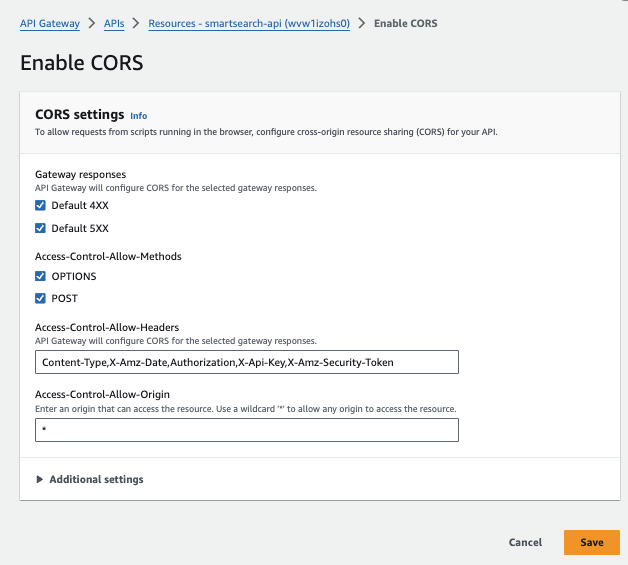 API Gateway > APIs > Resources - smartsearch-api (wvw1izohs0) > Enable CORS
Enable CORS
CORS settings Info
To allow requests from scripts running in the browser, configure cross-origin resource sharing (CORS) for your API.
Gateway responses
API Gateway will configure CORS for the selected gateway responses.
Default 4XX
Default 5XX
Access-Control-Allow-Methods
OPTIONS
POST
Access-Control-Allow-Headers
API Gateway will configure CORS for the selected gateway responses.
Content-Type,X-Amz-Date,Authorization,X-Api-Key,X-Amz-Security-Token
Access-Control-Allow-Origin
Enter an origin that can access the resource. Use a wildcard '*' to allow any origin to access the resource.
*
Additional settings
Cancel Save